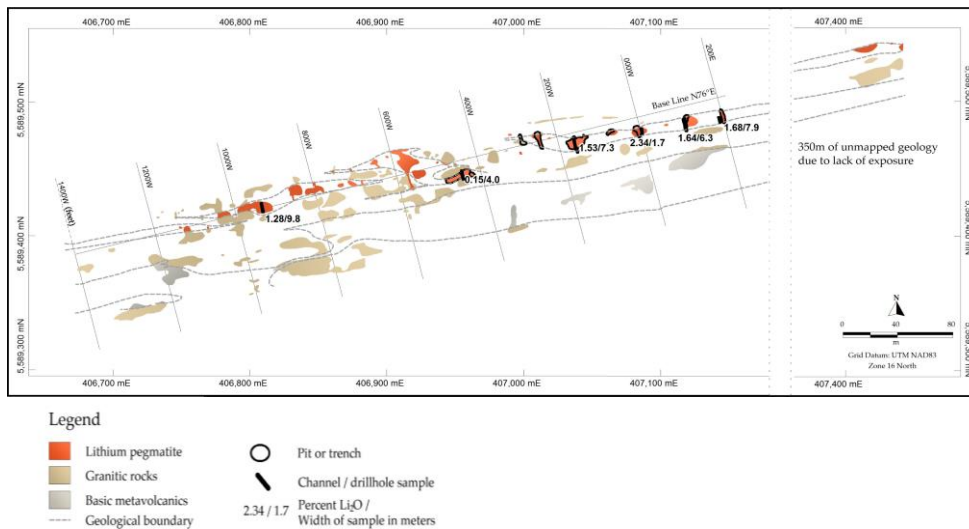 406,700 mE
406,800 mE
406,900 mE
407,000 mE
407,100 mE
407,400 mE
5,589,500 mN
5,589,400 mN
5,589,300 mN
1400W (feet)
1200W
1000W
800W
600W
400W
200W
000W
200E
Base Line N76°E
1.28/9.8
0.15/4.0
1.53/7.3
2.34/1.7
1.64/6.3
1.68/7.9
350m of unmapped geology
due to lack of exposure
N
0 40 80
m
Grid Datum: UTM NAD83
Zone 16 North
406,700 mE
406,800 mE
406,900 mE
407,000 mE
407,100 mE
407,400 mE
Legend
Lithium pegmatite
Granitic rocks
Basic metavolcanics
Geological boundary
Pit or trench
Channel / drillhole sample
2.34 / 1.7 Percent Li₂O /
Width of sample in meters